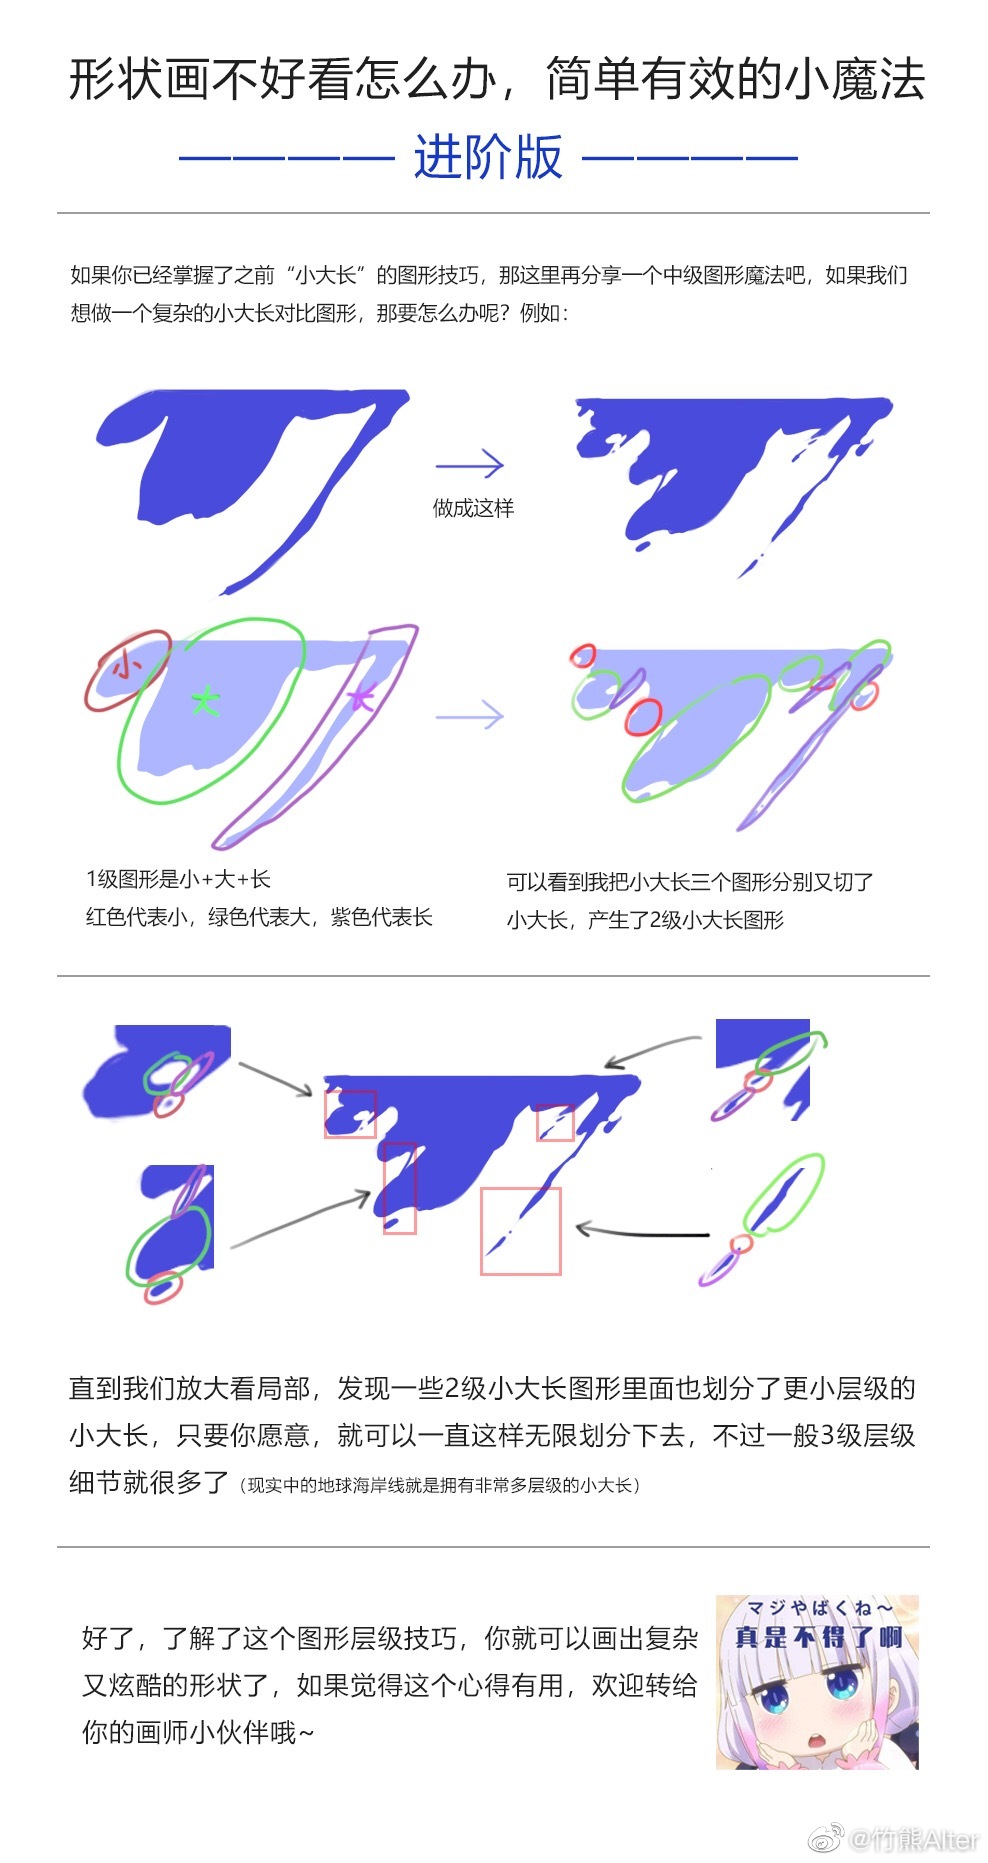 形状画不好看怎么办，简单有效的小魔法
———— 进阶版 ————
如果你已经掌握了之前“小大长”的图形技巧，那这里再分享一个中级图形魔法吧，如果我们
想做一个复杂的小大长对比图形，那要怎么办呢？例如：
做成这样
小
大
长
1级图形是小+大+长
红色代表小，绿色代表大，紫色代表长
可以看到我把小大长三个图形分别又切了
小大长，产生了2级小大长图形
直到我们放大看局部，发现一些2级小大长图形里面也划分了更小层级的
小大长，只要你愿意，就可以一直这样无限划分下去，不过一般3级层级
细节就很多了（现实中的地球海岸线就是拥有非常多层级的小大长）
好了，了解了这个图形层级技巧，你就可以画出复杂
又炫酷的形状了，如果觉得这个心得有用，欢迎转给
你的画师小伙伴哦~
マジやばくね～
真是不得了啊
@竹熊Alter